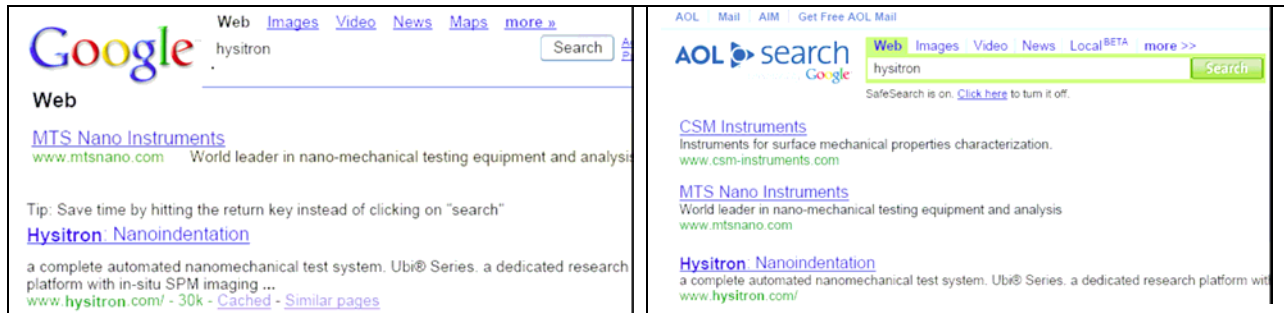 Web Images Video News Maps more »
Google
hysitron
Search
Web
MTS Nano Instruments
www.mtsnano.com World leader in nano-mechanical testing equipment and analysis
Tip: Save time by hitting the return key instead of clicking on "search"
Hysitron: Nanoindentation
a complete automated nanomechanical test system. Ubi® Series. a dedicated research
platform with in-situ SPM imaging ...
www.hysitron.com/ - 30k - Cached - Similar pages
AOL Mail AIM Get Free AOL Mail
AOL search
Google
Web Images Video News Local BETA more >>
hysitron
Search
SafeSearch is on. Click here to turn it off.
CSM Instruments
Instruments for surface mechanical properties characterization.
www.csm-instruments.com
MTS Nano Instruments
World leader in nano-mechanical testing equipment and analysis
www.mtsnano.com
Hysitron: Nanoindentation
a complete automated nanomechanical test system. Ubi® Series. a dedicated research platform
www.hysitron.com/